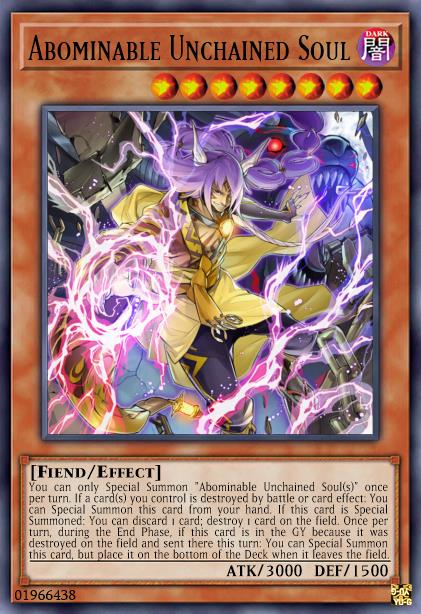 Abominable Unchained Soul
DARK
闇
[Fiend/Effect]
You can only Special Summon "Abominable Unchained Soul(s)" once
per turn. If a card(s) you control is destroyed by battle or card effect: You
can Special Summon this card from your hand. If this card is Special
Summoned: You can discard 1 card; destroy 1 card on the field. Once per
turn, during the End Phase, if this card is in the GY because it was
destroyed on the field and sent there this turn: You can Special Summon
this card, but place it on the bottom of the Deck when it leaves the field.
ATK/3000 DEF/1500
01966438